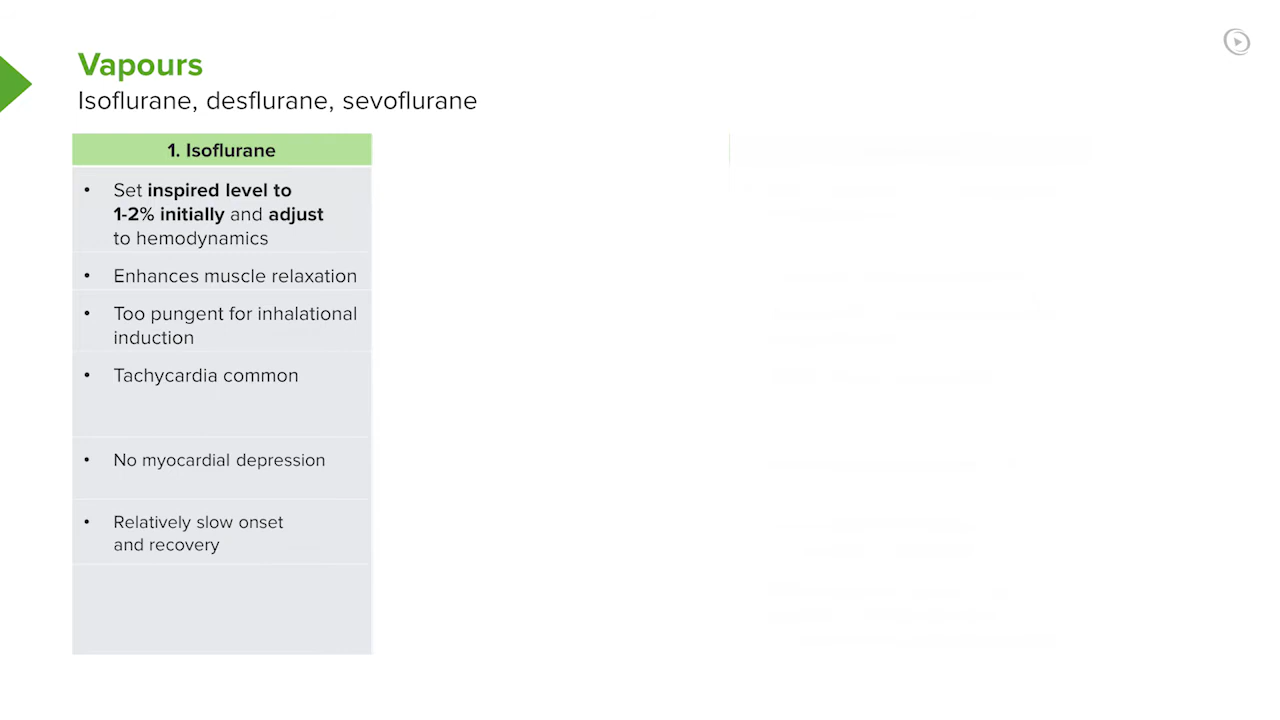 Vapours
Isoflurane, desflurane, sevoflurane
1. Isoflurane
• Set inspired level to
1-2% initially and adjust
to hemodynamics
• Enhances muscle relaxation
• Too pungent for inhalational
induction
• Tachycardia common
• No myocardial depression
• Relatively slow onset
and recovery